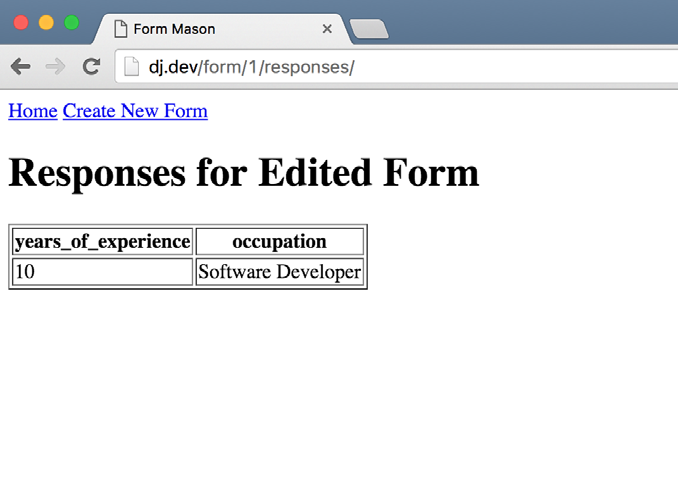 Form Mason
dj.dev/form/1/responses/
Home Create New Form
Responses for Edited Form
years_of_experience occupation
10 Software Developer